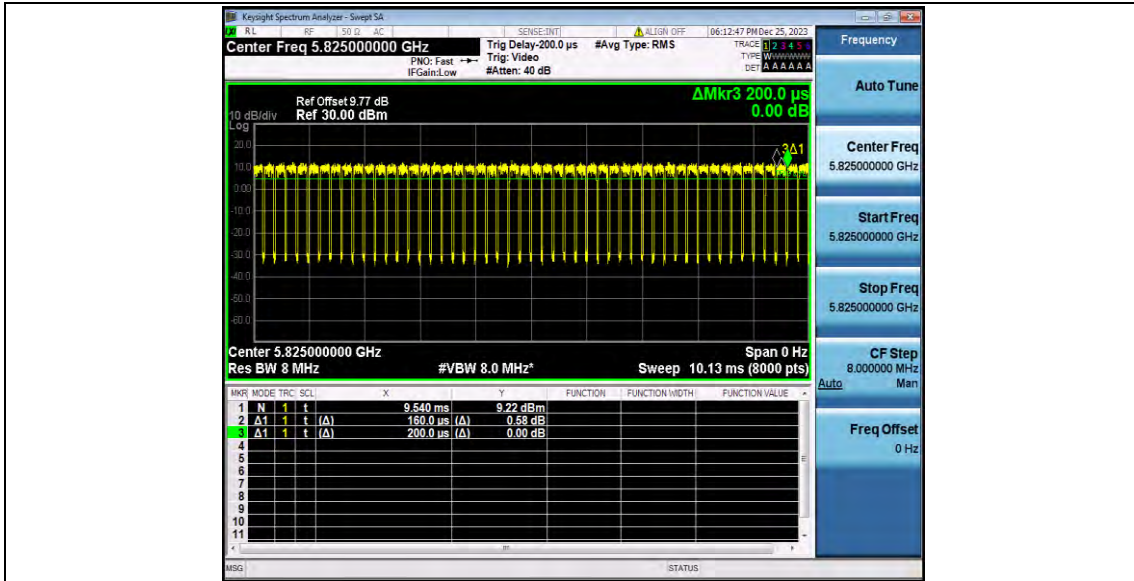 Keysight Spectrum Analyzer - Swept SA
RL RF 50 Ω AC SENSE:INT ALIGN OFF 06:12:47 PM Dec 25, 2023
Center Freq 5.825000000 GHz
PNO: Fast
IFGain:Low
Trig Delay-200.0 µs
Trig: Video
#Atten: 40 dB
#Avg Type: RMS
TRACE 1 2 3 4 5 6
TYPE W
DET A A A A A A
Frequency
Auto Tune
Center Freq
5.825000000 GHz
Start Freq
5.825000000 GHz
Stop Freq
5.825000000 GHz
CF Step
8.000000 MHz
Auto Man
Freq Offset
0 Hz
ΔMkr3 200.0 µs
0.00 dB
Ref Offset 9.77 dB
10 dB/div Ref 30.00 dBm
Log
20.0
10.0
0.00
-10.0
-20.0
-30.0
-40.0
-50.0
-60.0
3Δ1
Center 5.825000000 GHz Span 0 Hz
Res BW 8 MHz #VBW 8.0 MHz* Sweep 10.13 ms (8000 pts)
MKR MODE TRC SCL X Y FUNCTION FUNCTION WIDTH FUNCTION VALUE
1 N 1 t 9.540 ms 9.22 dBm
2 Δ1 1 t (Δ) 160.0 µs (Δ) 0.58 dB
3 Δ1 1 t (Δ) 200.0 µs (Δ) 0.00 dB
4
5
6
7
8
9
10
11
MSG STATUS